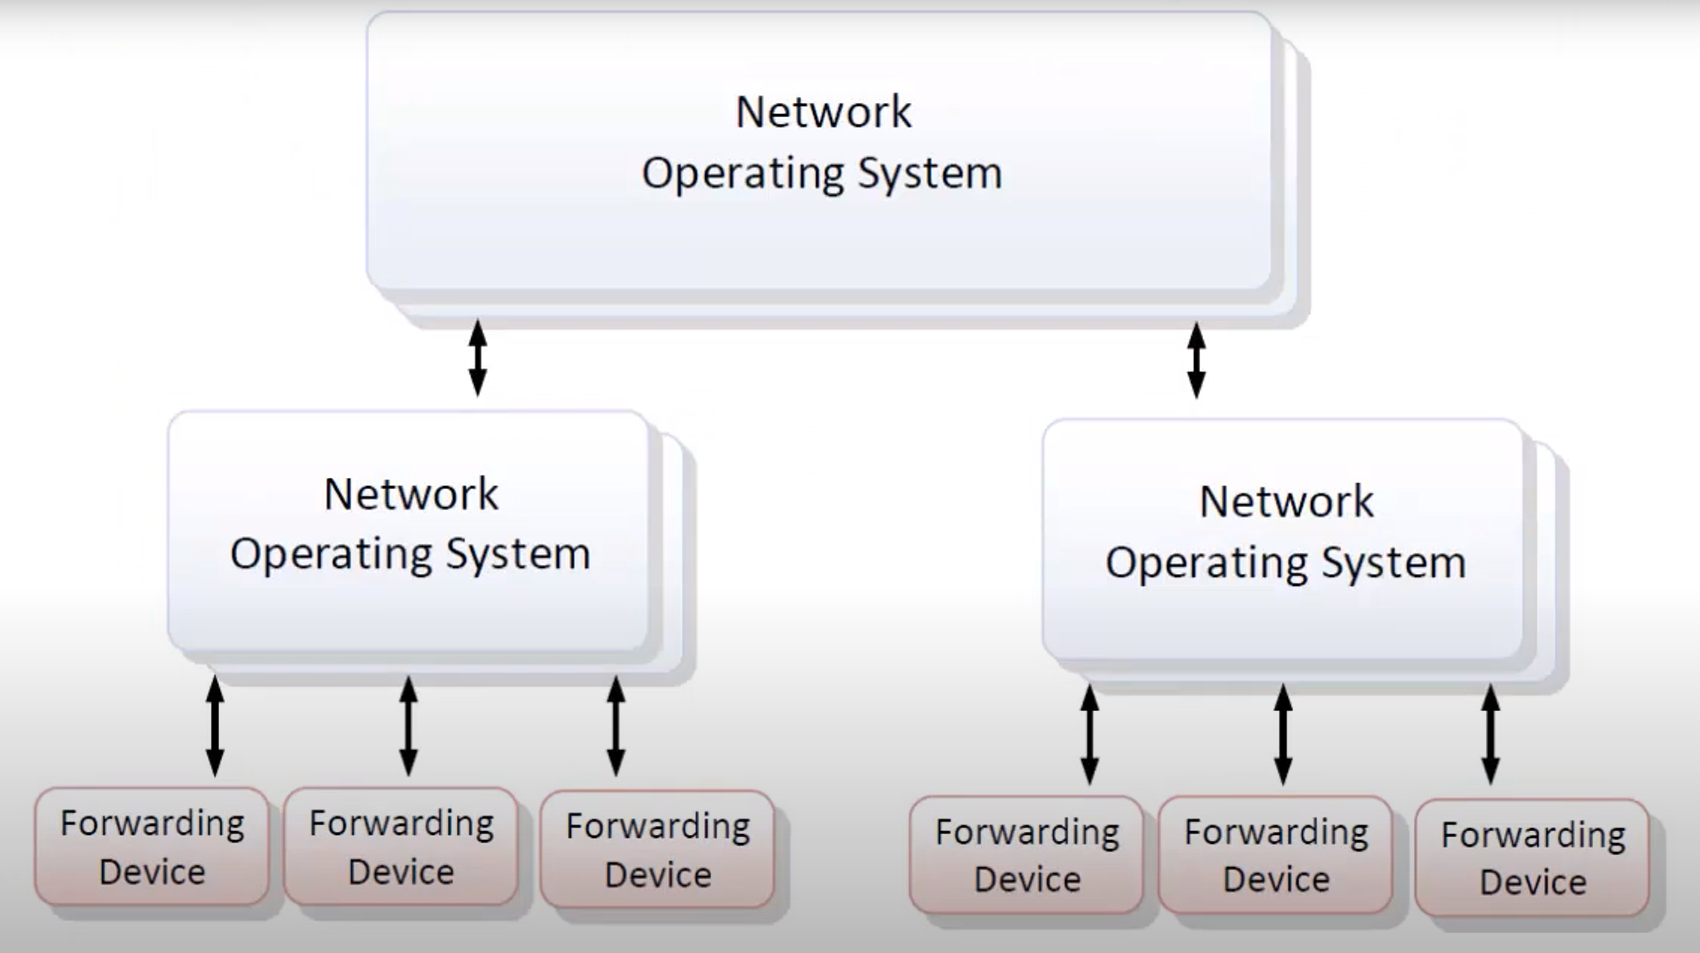 Network
Operating System
Network
Operating System
Network
Operating System
Forwarding
Device
Forwarding
Device
Forwarding
Device
Forwarding
Device
Forwarding
Device
Forwarding
Device